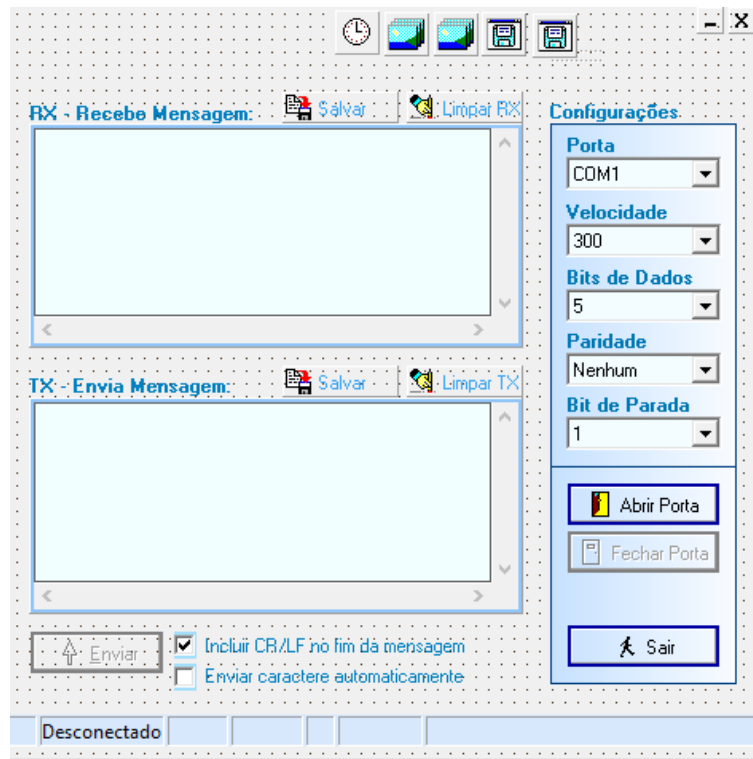 RX - Recebe Mensagem:
Salvar
Limpar RX
Configurações
Porta
COM1
Velocidade
300
Bits de Dados
5
Paridade
Nenhum
Bit de Parada
1
TX - Envia Mensagem:
Salvar
Limpar TX
Abrir Porta
Fechar Porta
Enviar
Incluir CR/LF no fim da mensagem
Enviar caractere automaticamente
Sair
Desconectado